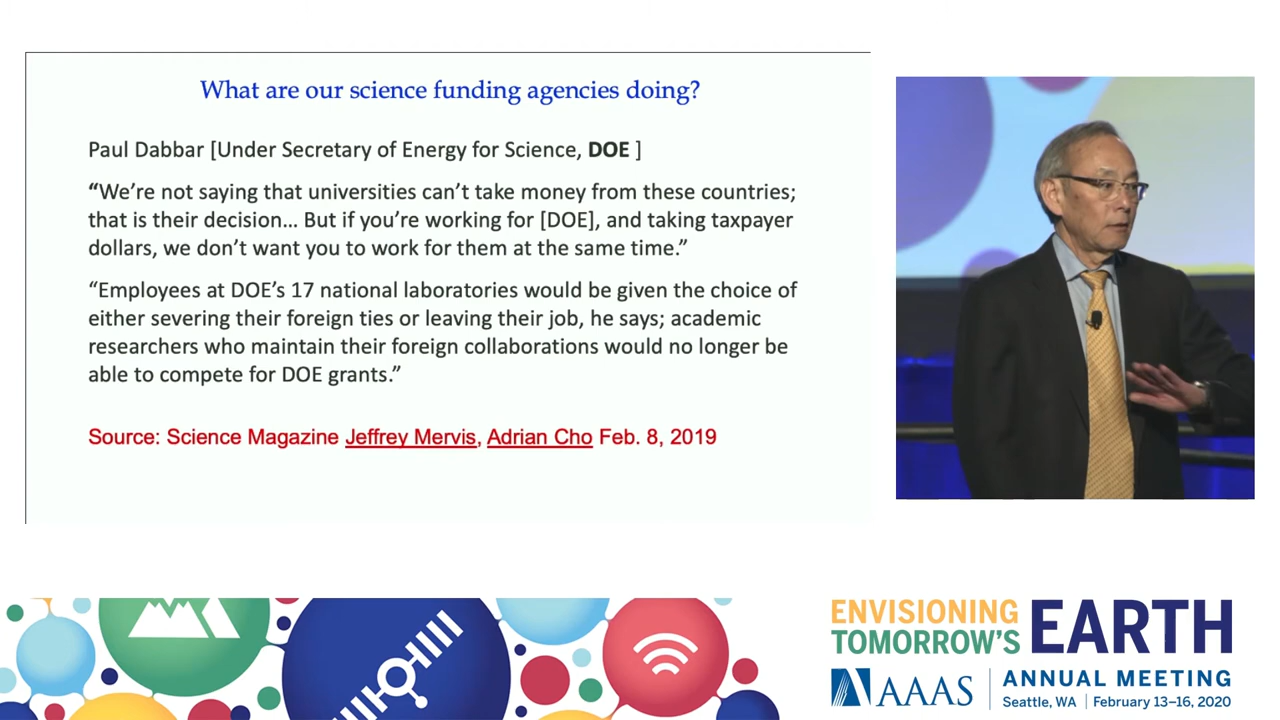 What are our science funding agencies doing?
Paul Dabbar [Under Secretary of Energy for Science, DOE ]
“We’re not saying that universities can’t take money from these countries;
that is their decision... But if you’re working for [DOE], and taking taxpayer
dollars, we don’t want you to work for them at the same time.”
“Employees at DOE’s 17 national laboratories would be given the choice of
either severing their foreign ties or leaving their job, he says; academic
researchers who maintain their foreign collaborations would no longer be
able to compete for DOE grants.”
Source: Science Magazine Jeffrey Mervis, Adrian Cho Feb. 8, 2019
ENVISIONING
TOMORROW’S
EARTH
AAAS
ANNUAL MEETING
Seattle, WA | February 13–16, 2020